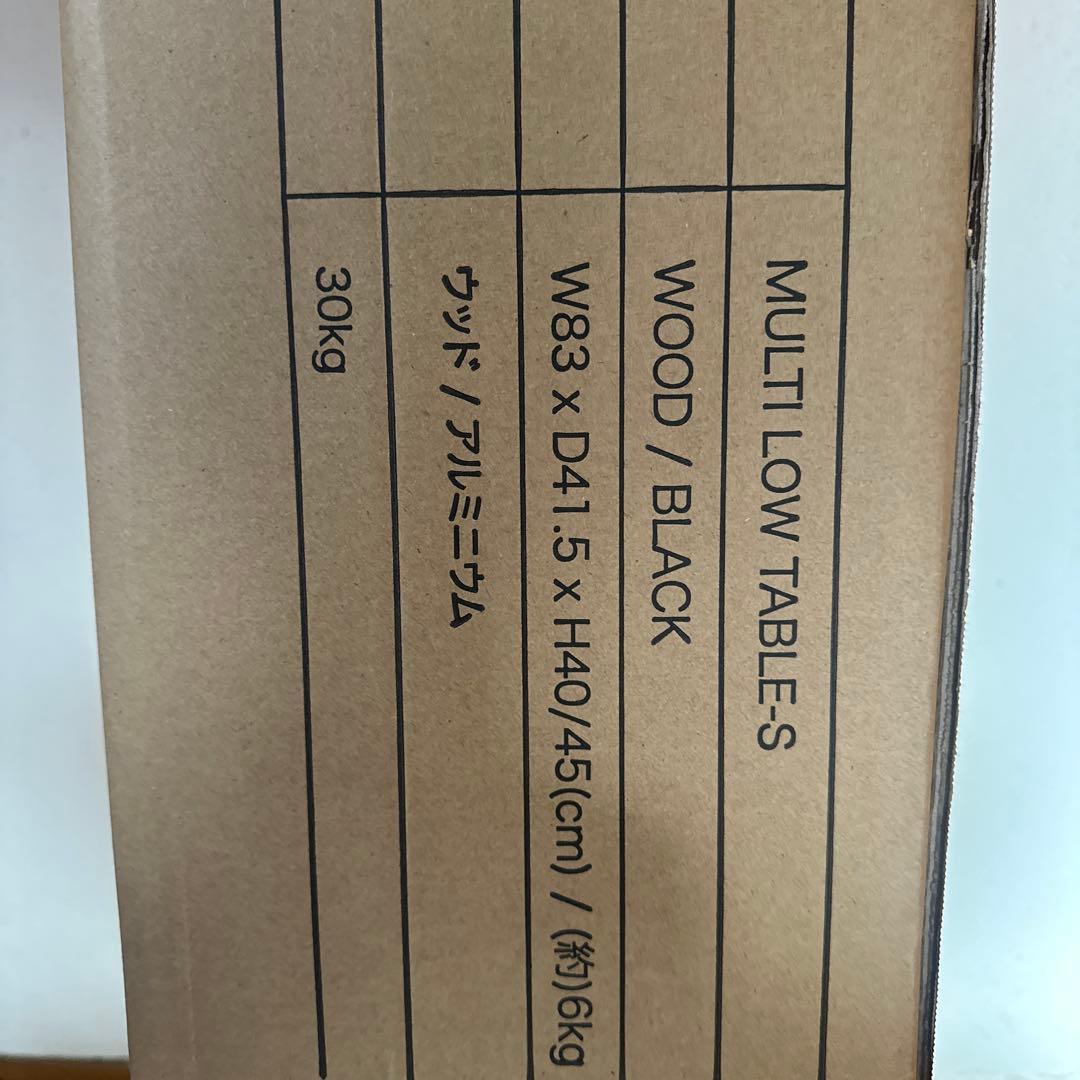 MULTI LOW TABLE-S
WOOD / BLACK
W83 x D41.5 x H40/45(cm) / (約)6kg
ウッド / アルミニウム
30kg